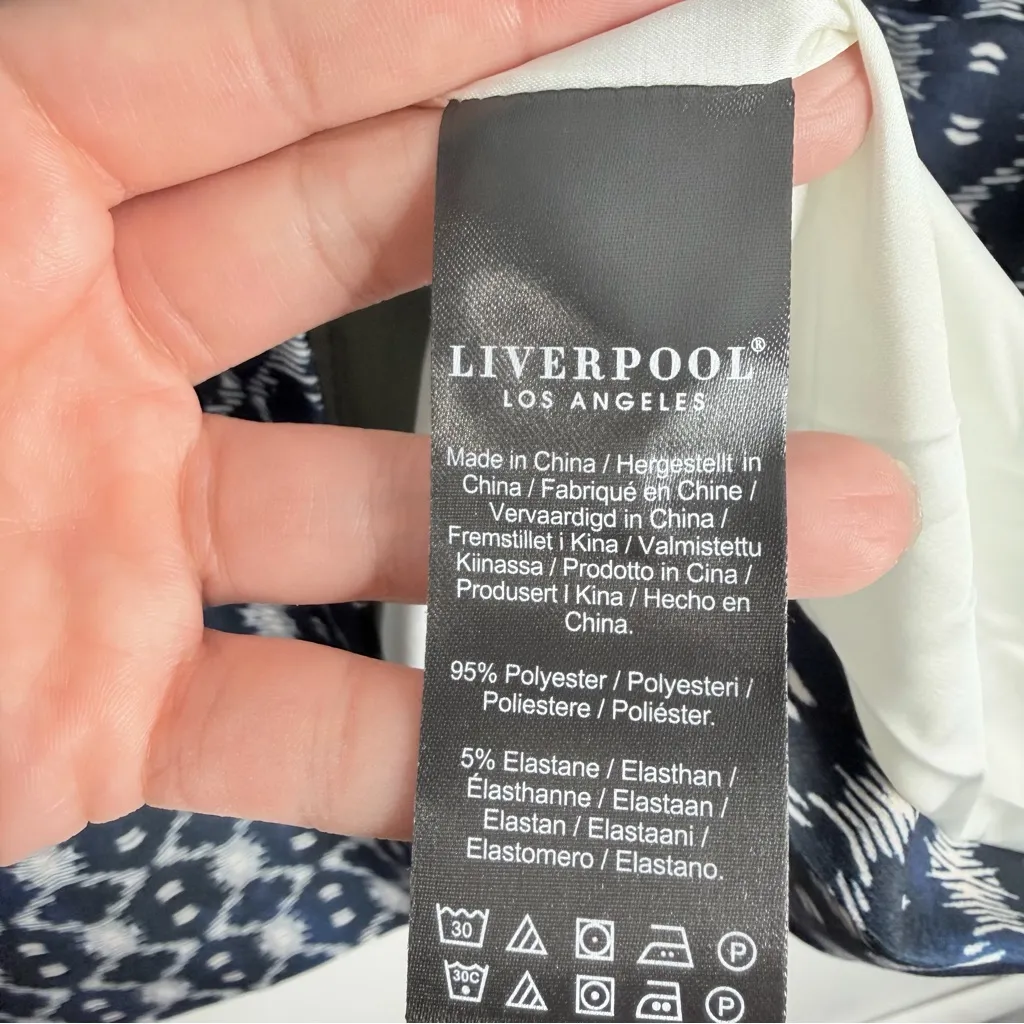 LIVERPOOL®
LOS ANGELES
Made in China / Hergestellt in
China / Fabriqué en Chine /
Vervaardigd in China /
Fremstillet i Kina / Valmistettu
Kiinassa / Prodotto in Cina /
Produsert I Kina / Hecho en
China.
95% Polyester / Polyesteri /
Poliestere / Poliéster.
5% Elastane / Elasthan /
Élasthanne / Elastaan /
Elastan / Elastaani /
Elastomero / Elastano.
30 P
30C P